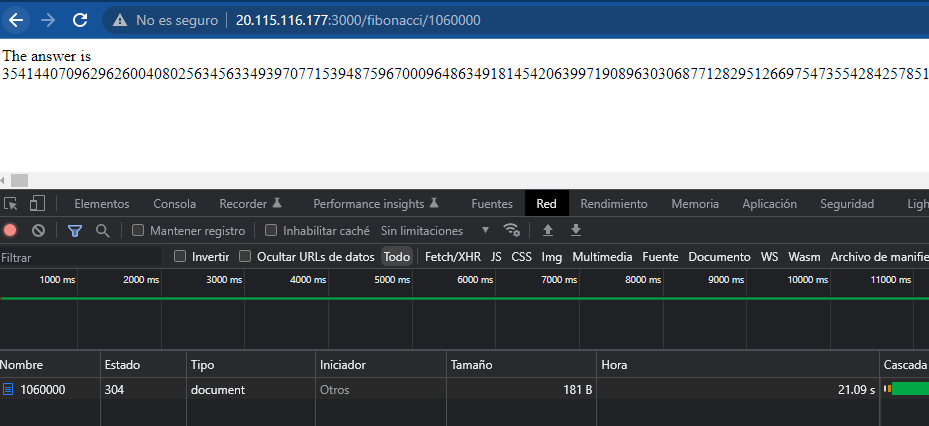 No es seguro | 20.115.116.177:3000/fibonacci/1060000
The answer is
35414407096296260040802563456334939707715394875967000964863491814542063997190896303068771282951266975473554284257851
Elementos Consola Recorder Performance insights Fuentes Red Rendimiento Memoria Aplicación Seguridad Ligh
Mantener registro Inhabilitar caché Sin limitaciones
Filtrar Invertir Ocultar URLs de datos Todo Fetch/XHR JS CSS Img Multimedia Fuente Documento WS Wasm Archivo de manifie
1000 ms 2000 ms 3000 ms 4000 ms 5000 ms 6000 ms 7000 ms 8000 ms 9000 ms 10000 ms 11000 ms
Nombre Estado Tipo Iniciador Tamaño Hora Cascada
1060000 304 document Otros 181 B 21.09 s